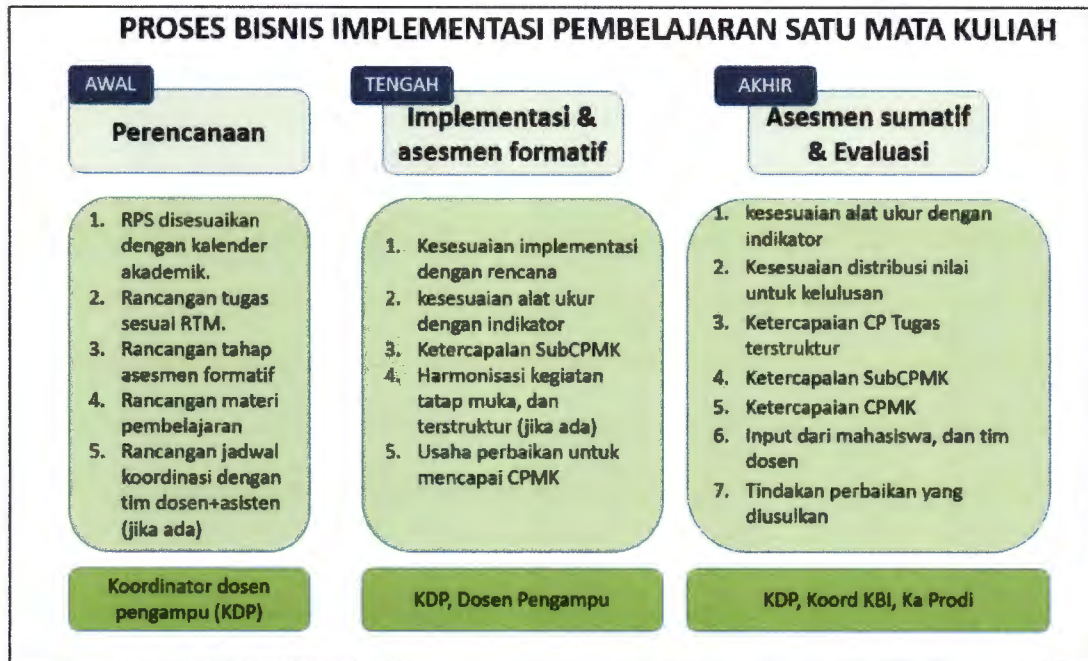 PROSES BISNIS IMPLEMENTASI PEMBELAJARAN SATU MATA KULIAH
AWAL
Perencanaan
1. RPS disesuaikan
dengan kalender
akademik.
2. Rancangan tugas
sesuai RTM.
3. Rancangan tahap
asesmen formatif
4. Rancangan materi
pembelajaran
5. Rancangan jadwal
koordinasi dengan
tim dosen+asisten
(jika ada)
Koordinator dosen
pengampu (KDP)
TENGAH
Implementasi &
asesmen formatif
1. Kesesuaian implementasi
dengan rencana
2. kesesuaian alat ukur
dengan indikator
3. Ketercapaian SubCPMK
4. Harmonisasi kegiatan
tatap muka, dan
terstruktur (jika ada)
5. Usaha perbaikan untuk
mencapai CPMK
KDP, Dosen Pengampu
AKHIR
Asesmen sumatif
& Evaluasi
1. kesesuaian alat ukur dengan
indikator
2. Kesesuaian distribusi nilai
untuk kelulusan
3. Ketercapaian CP Tugas
terstruktur
4. Ketercapaian SubCPMK
5. Ketercapaian CPMK
6. Input dari mahasiswa, dan tim
dosen
7. Tindakan perbaikan yang
diusulkan
KDP, Koord KBI, Ka Prodi